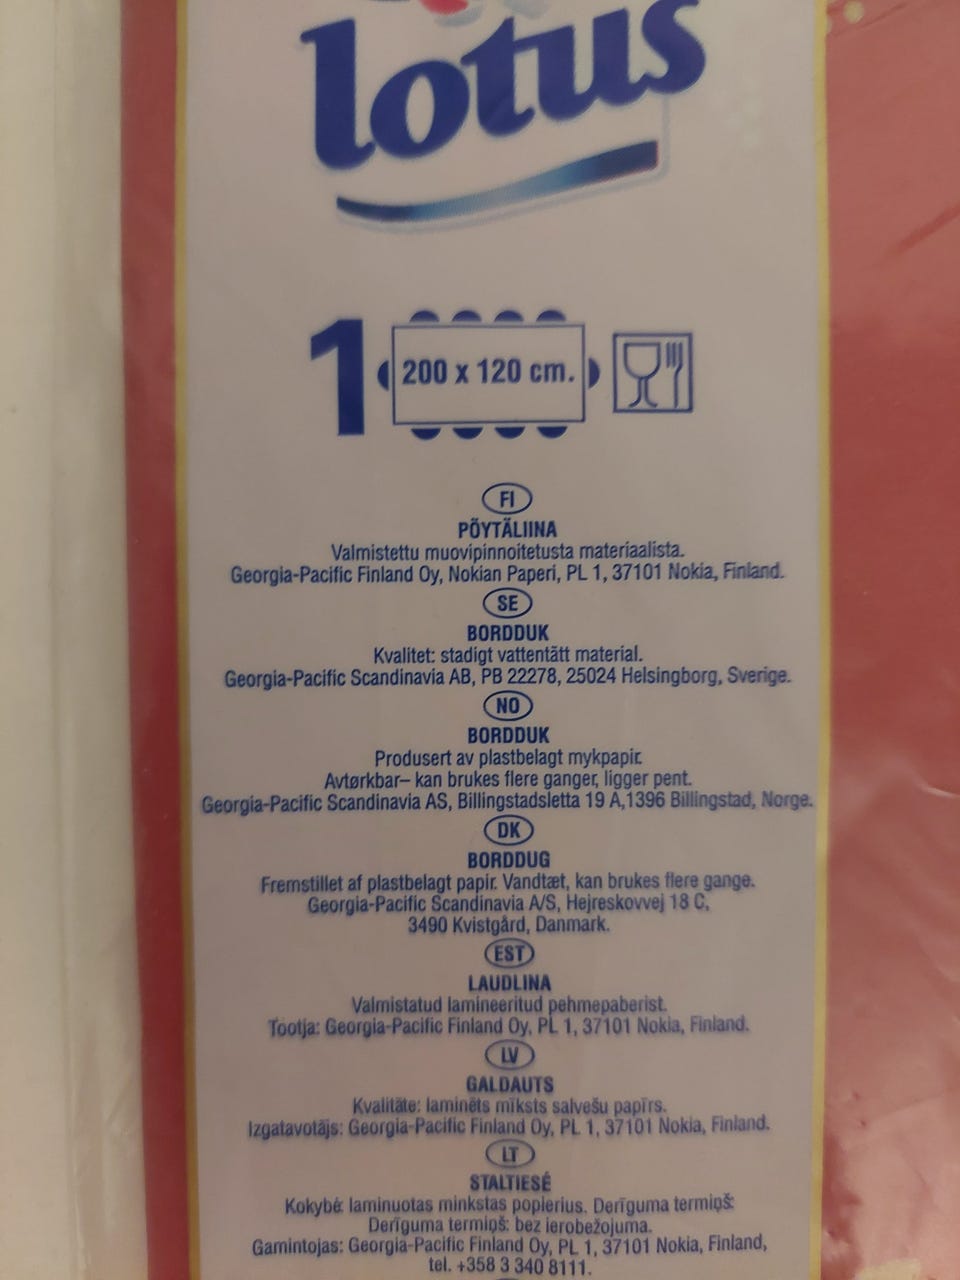 lotus
1 200 x 120 cm.
FI
PÕYTÄLIINA
Valmistettu muovipinnoitetusta materiaalista.
Georgia-Pacific Finland Oy, Nokian Paperi, PL 1, 37101 Nokia, Finland.
SE
BORDDUK
Kvalitet: stadigt vattentätt material.
Georgia-Pacific Scandinavia AB, PB 22278, 25024 Helsingborg, Sverige.
NO
BORDDUK
Produsert av plastbelagt mykpapir.
Avtørkbar– kan brukes flere ganger, ligger pent.
Georgia-Pacific Scandinavia AS, Billingstadsletta 19 A,1396 Billingstad, Norge.
DK
BORDDUG
Fremstillet af plastbelagt papir. Vandtæt, kan brukes flere gange.
Georgia-Pacific Scandinavia A/S, Hejreskovvej 18 C,
3490 Kvistgård, Danmark.
EST
LAUDLINA
Valmistatud lamineeritud pehmepaberist.
Tootja: Georgia-Pacific Finland Oy, PL 1, 37101 Nokia, Finland.
LV
GALDAUTS
Kvalitāte: laminēts mīksts salvešu papīrs.
Izgatavotājs: Georgia-Pacific Finland Oy, PL 1, 37101 Nokia, Finland.
LT
STALTIESĖ
Kokybė: laminuotas minkstas popierius. Derīguma termiņš:
Derīguma termiņš: bez ierobežojuma.
Gamintojas: Georgia-Pacific Finland Oy, PL 1, 37101 Nokia, Finland,
tel. +358 3 340 8111.